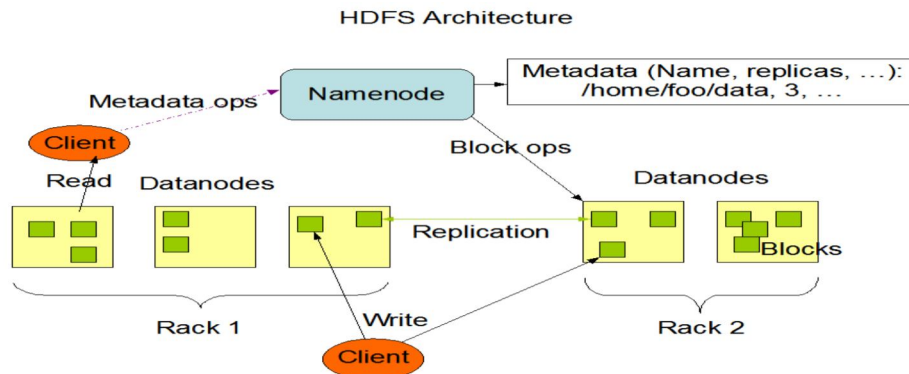 HDFS Architecture
Metadata (Name, replicas, ...):
/home/foo/data, 3, ...
Namenode
Metadata ops
Client
Block ops
Read
Datanodes
Datanodes
Replication
Blocks
Write
Rack 1
Rack 2
Client